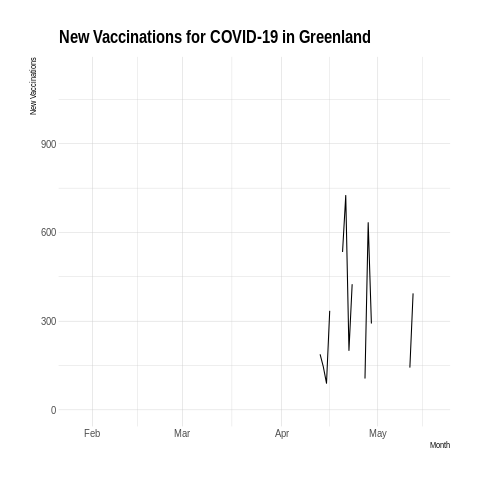 New Vaccinations for COVID-19 in Greenland
New Vaccinations
900
600
300
0
Feb Mar Apr May
Month